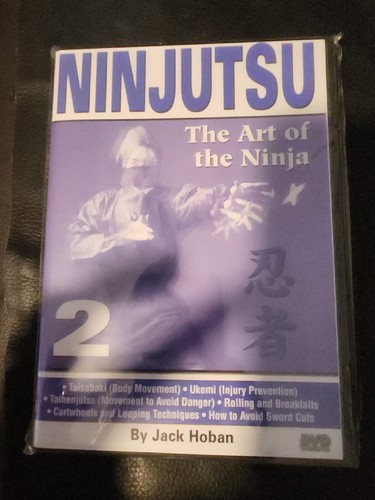 NINJUTSU
The Art of
the Ninja
忍
者
2
• Taisabaki (Body Movement) • Ukemi (Injury Prevention)
• Taihenjutsu (Movement to Avoid Danger) • Rolling and Breakfalls
• Cartwheels and Leaping Techniques • How to Avoid Sword Cuts
By Jack Hoban
DVD